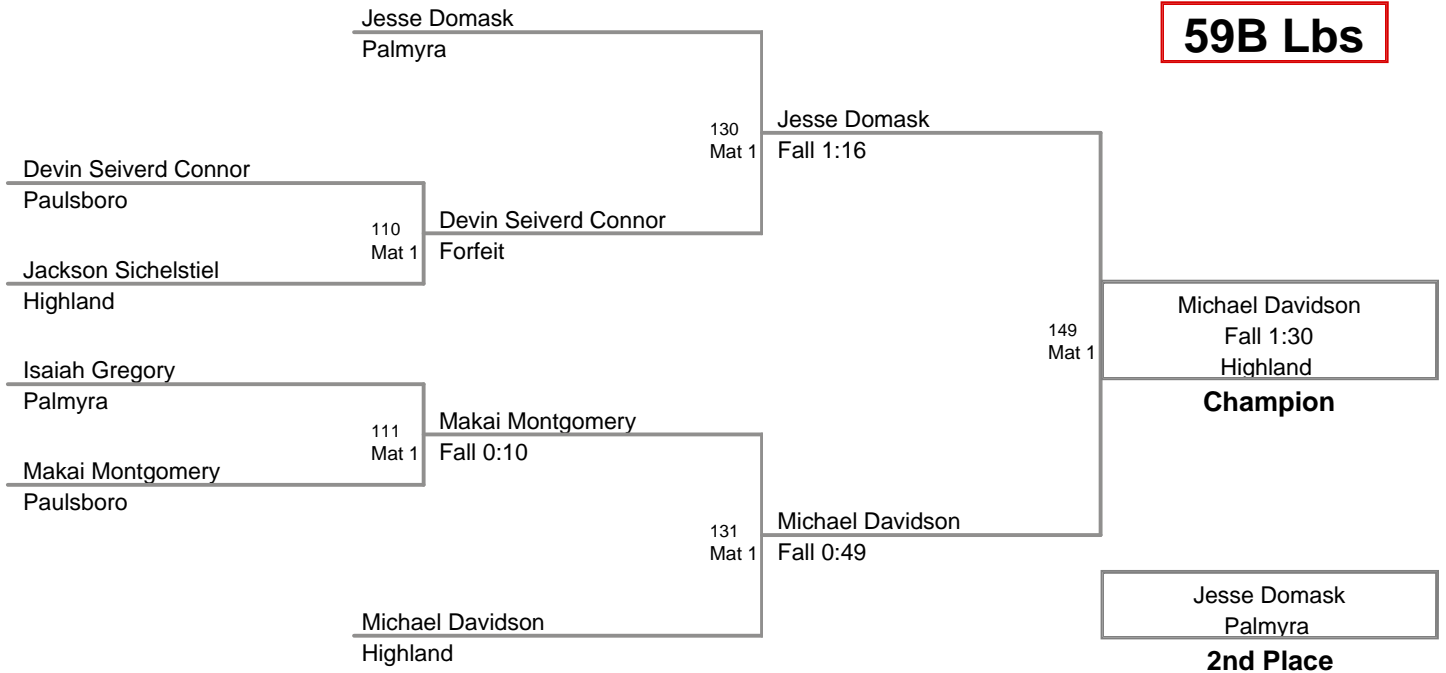 Jesse Domask
Palmyra
59B Lbs
130
Mat 1
Jesse Domask
Fall 1:16
Devin Seiverd Connor
Paulsboro
110
Mat 1
Devin Seiverd Connor
Forfeit
Jackson Sichelstiel
Highland
149
Mat 1
Michael Davidson
Fall 1:30
Highland
Champion
Isaiah Gregory
Palmyra
111
Mat 1
Makai Montgomery
Fall 0:10
Makai Montgomery
Paulsboro
131
Mat 1
Michael Davidson
Fall 0:49
Michael Davidson
Highland
Jesse Domask
Palmyra
2nd Place